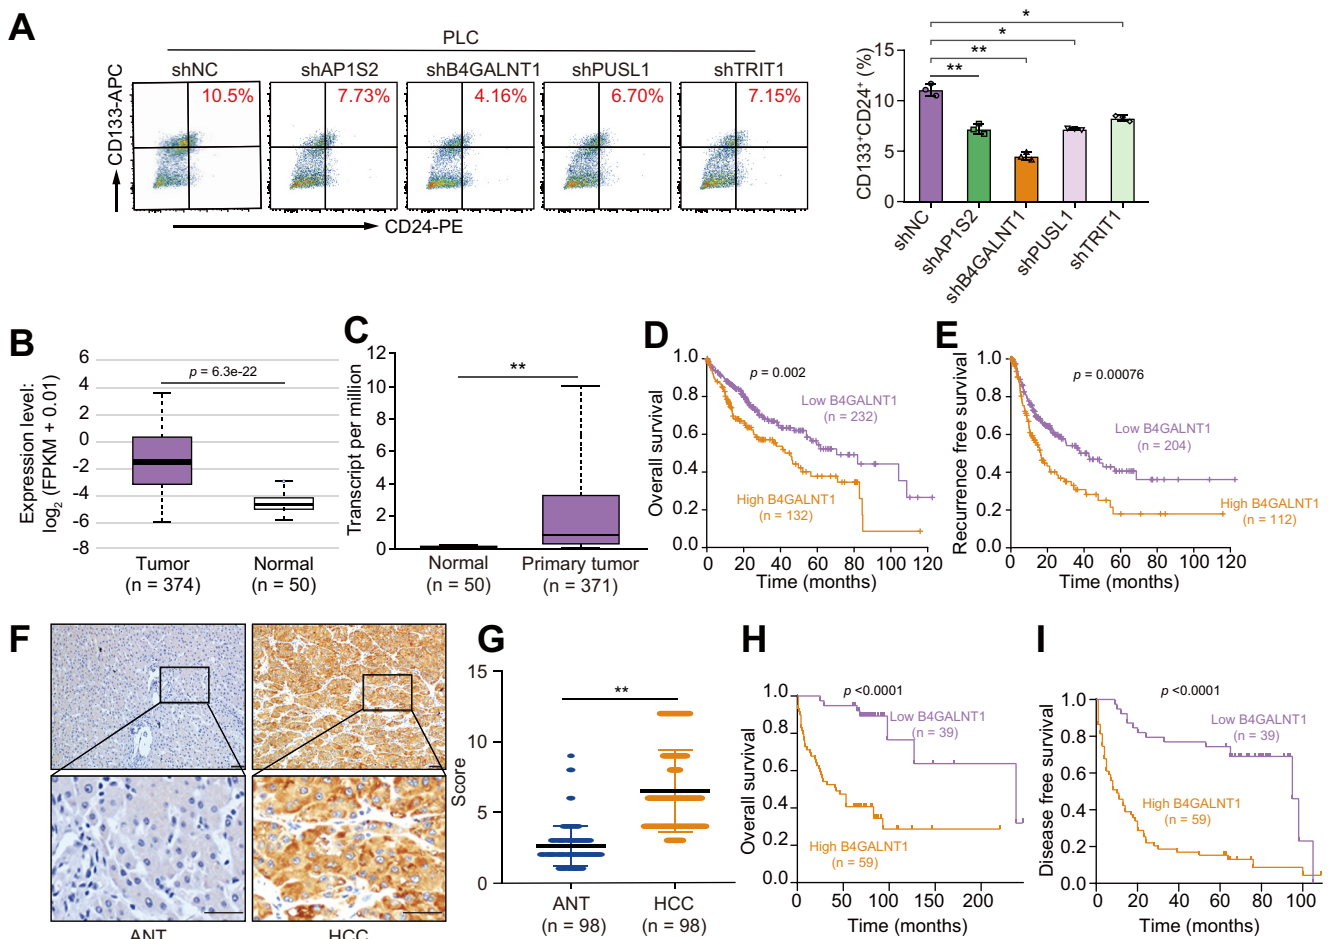 A
PLC
shNC
shAP1S2
shB4GALNT1
shPUSL1
shTRIT1
10.5%
7.73%
4.16%
6.70%
7.15%
CD133-APC
CD24-PE
*
*
**
**
CD133+CD24+ (%)
15
10
5
0
shNC
shAP1S2
shB4GALNT1
shPUSL1
shTRIT1
B
Expression level:
log2 (FPKM + 0.01)
p = 6.3e-22
6
4
2
0
-2
-4
-6
-8
Tumor
(n = 374)
Normal
(n = 50)
C
Transcript per million
**
12
10
8
6
4
2
0
Normal
(n = 50)
Primary tumor
(n = 371)
D
Overall survival
p = 0.002
Low B4GALNT1
(n = 232)
High B4GALNT1
(n = 132)
1.0
0.8
0.6
0.4
0.2
0.0
0 20 40 60 80 100 120
Time (months)
E
Recurrence free survival
p = 0.00076
Low B4GALNT1
(n = 204)
High B4GALNT1
(n = 112)
1.0
0.8
0.6
0.4
0.2
0.0
0 20 40 60 80 100 120
Time (months)
F
ANT
HCC
G
Score
**
15
10
5
0
ANT
(n = 98)
HCC
(n = 98)
H
Overall survival
p <0.0001
Low B4GALNT1
(n = 39)
High B4GALNT1
(n = 59)
1.0
0.8
0.6
0.4
0.2
0.0
0 50 100 150 200
Time (months)
I
Disease free survival
p <0.0001
Low B4GALNT1
(n = 39)
High B4GALNT1
(n = 59)
1.0
0.8
0.6
0.4
0.2
0.0
0 20 40 60 80 100
Time (months)